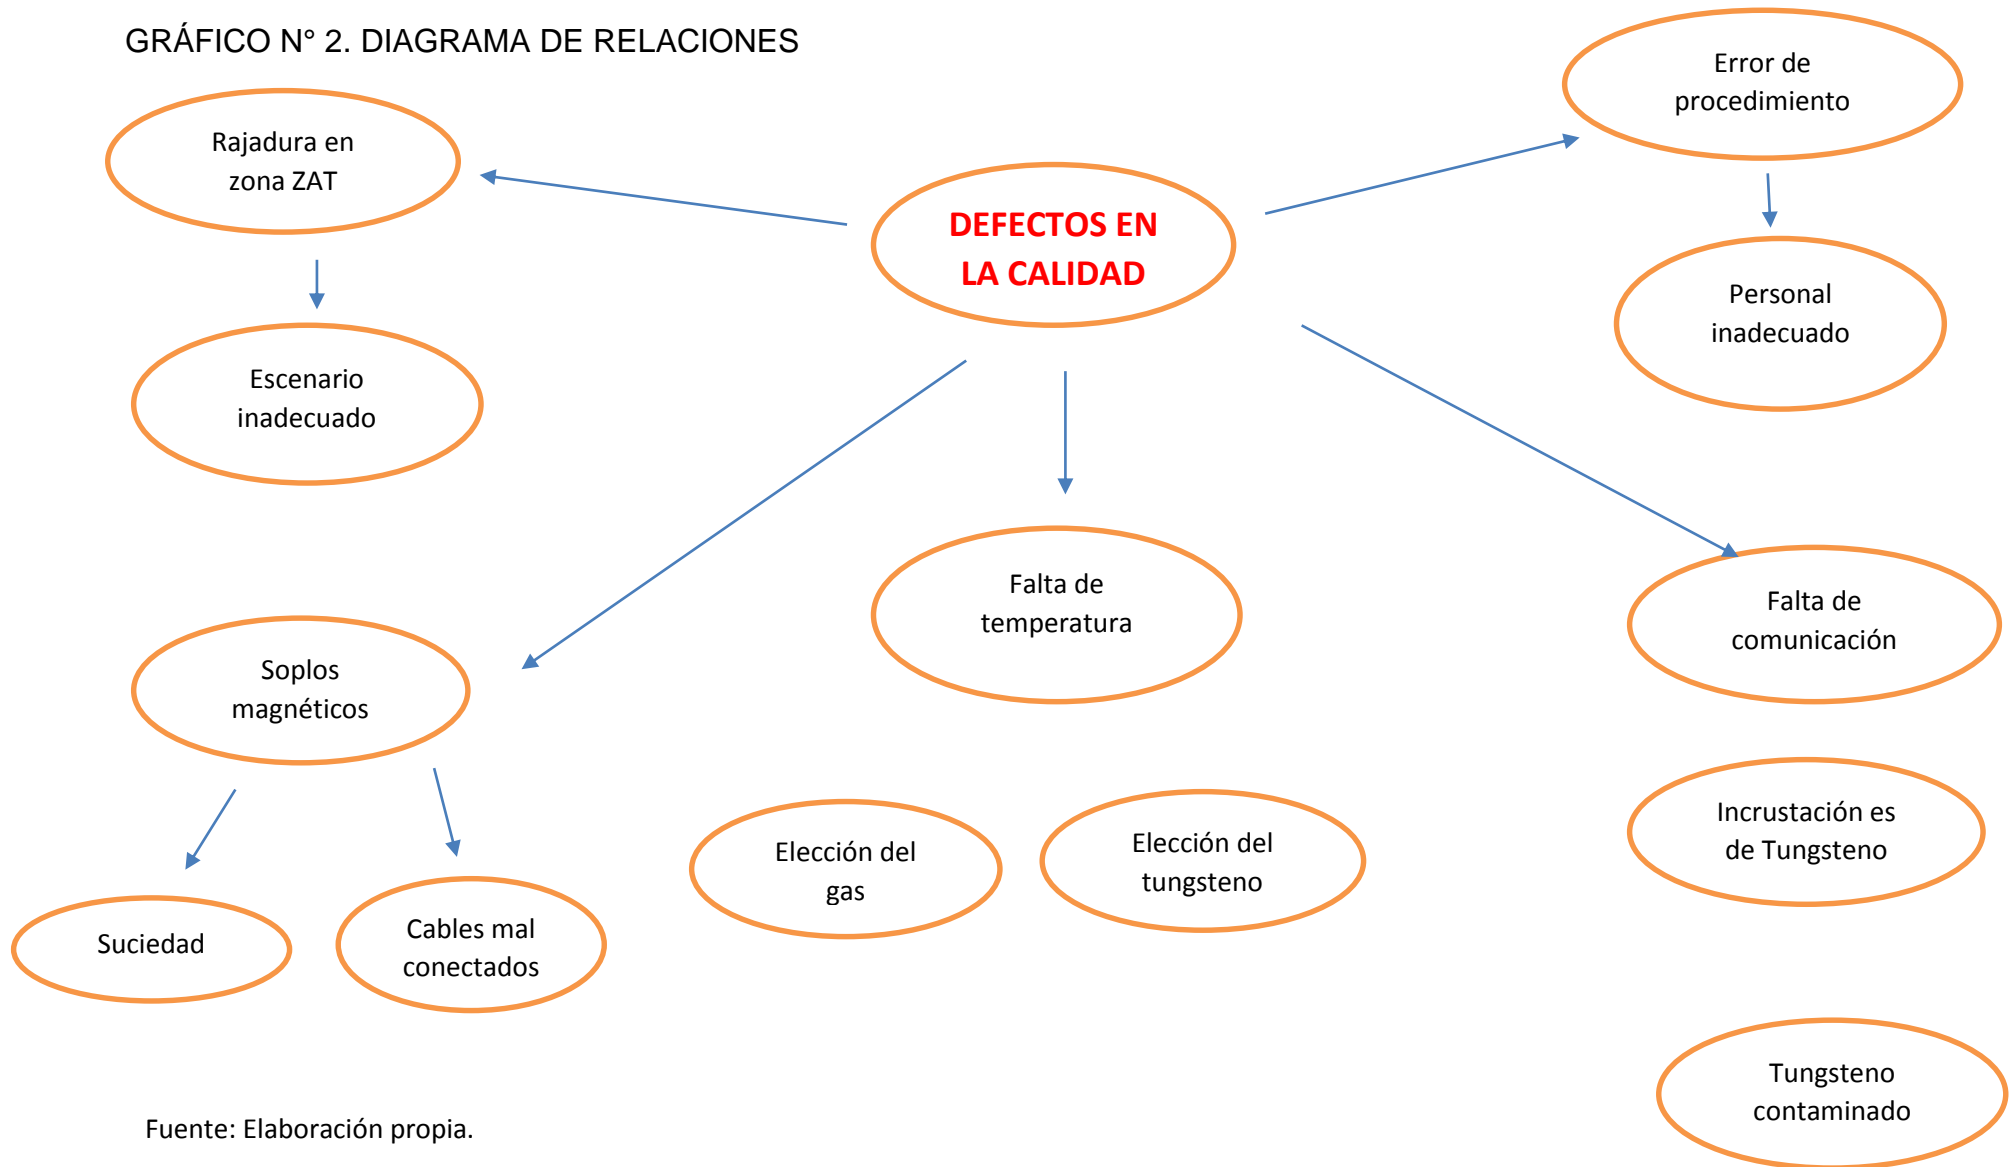 GRÁFICO N° 2. DIAGRAMA DE RELACIONES
Error de
procedimiento
Rajadura en
zona ZAT
DEFECTOS EN
LA CALIDAD
Personal
inadecuado
Escenario
inadecuado
Falta de
temperatura
Falta de
comunicación
Soplos
magnéticos
Incrustación es
de Tungsteno
Elección del
gas
Elección del
tungsteno
Suciedad
Cables mal
conectados
Tungsteno
contaminado
Fuente: Elaboración propia.